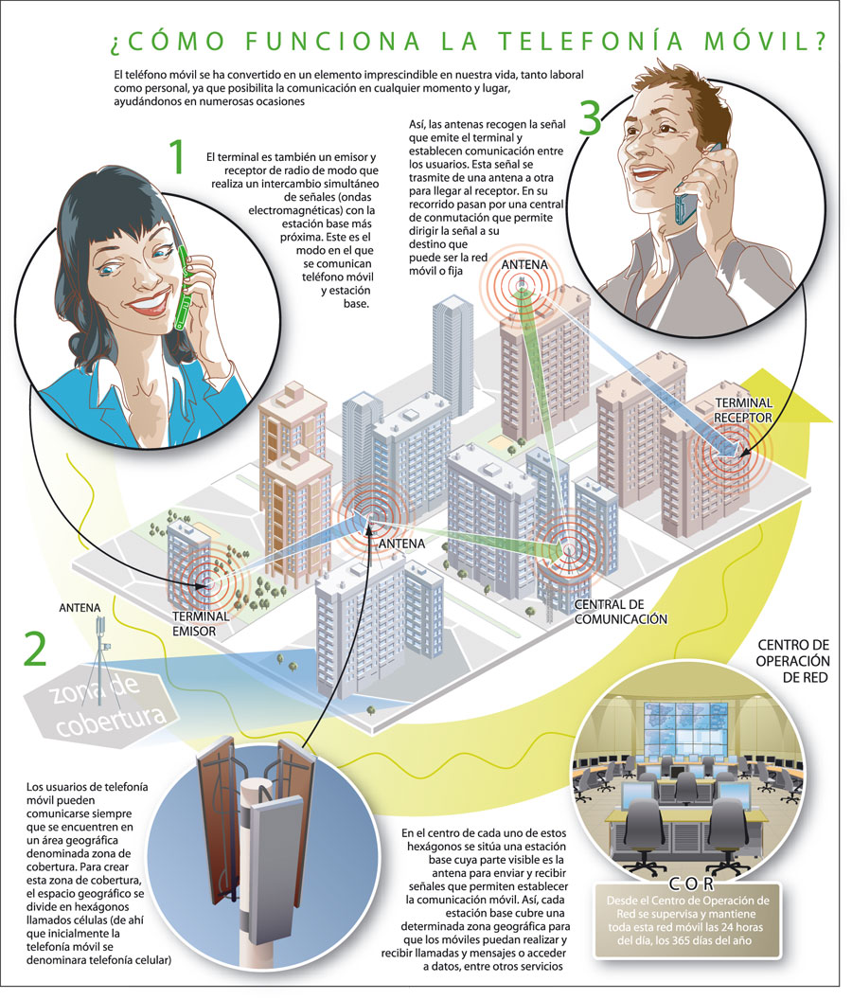 ¿CÓMO FUNCIONA LA TELEFONÍA MÓVIL?
El teléfono móvil se ha convertido en un elemento imprescindible en nuestra vida, tanto laboral
como personal, ya que posibilita la comunicación en cualquier momento y lugar,
ayudándonos en numerosas ocasiones
1
El terminal es también un emisor y
receptor de radio de modo que
realiza un intercambio simultáneo
de señales (ondas
electromagnéticas) con la
estación base más
próxima. Este es el
modo en el que
se comunican
teléfono móvil
y estación
base.
Así, las antenas recogen la señal
que emite el terminal y
establecen comunicación entre
los usuarios. Esta señal se
trasmite de una antena a otra
para llegar al receptor. En su
recorrido pasan por una central
de conmutación que permite
dirigir la señal a su
destino que
puede ser la red
móvil o fija
3
ANTENA
TERMINAL
RECEPTOR
ANTENA
TERMINAL
EMISOR
CENTRAL DE
COMUNICACIÓN
ANTENA
2
zona de
cobertura
CENTRO DE
OPERACIÓN
DE RED
Los usuarios de telefonía
móvil pueden
comunicarse siempre
que se encuentren en
un área geográfica
denominada zona de
cobertura. Para crear
esta zona de cobertura,
el espacio geográfico se
divide en hexágonos
llamados células (de ahí
que inicialmente la
telefonía móvil se
denominara telefonía celular)
En el centro de cada uno de estos
hexágonos se sitúa una estación
base cuya parte visible es la
antena para enviar y recibir
señales que permiten establecer
la comunicación móvil. Así, cada
estación base cubre una
determinada zona geográfica para
que los móviles puedan realizar y
recibir llamadas y mensajes o acceder
a datos, entre otros servicios
COR
Desde el Centro de Operación de
Red se supervisa y mantiene
toda esta red móvil las 24 horas
del día, los 365 días del año